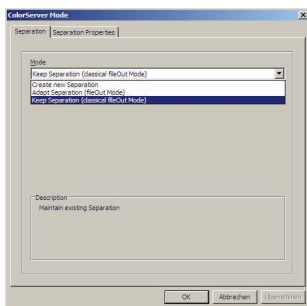 ColorServer Mode
Separation Separation Properties
Mode
Keep Separation (classical fileOut Mode)
Create new Separation
Adapt Separation (fileOut Mode)
Keep Separation (classical fileOut Mode)
Description
Maintain existing Separation
OK Abbrechen Übernehmen